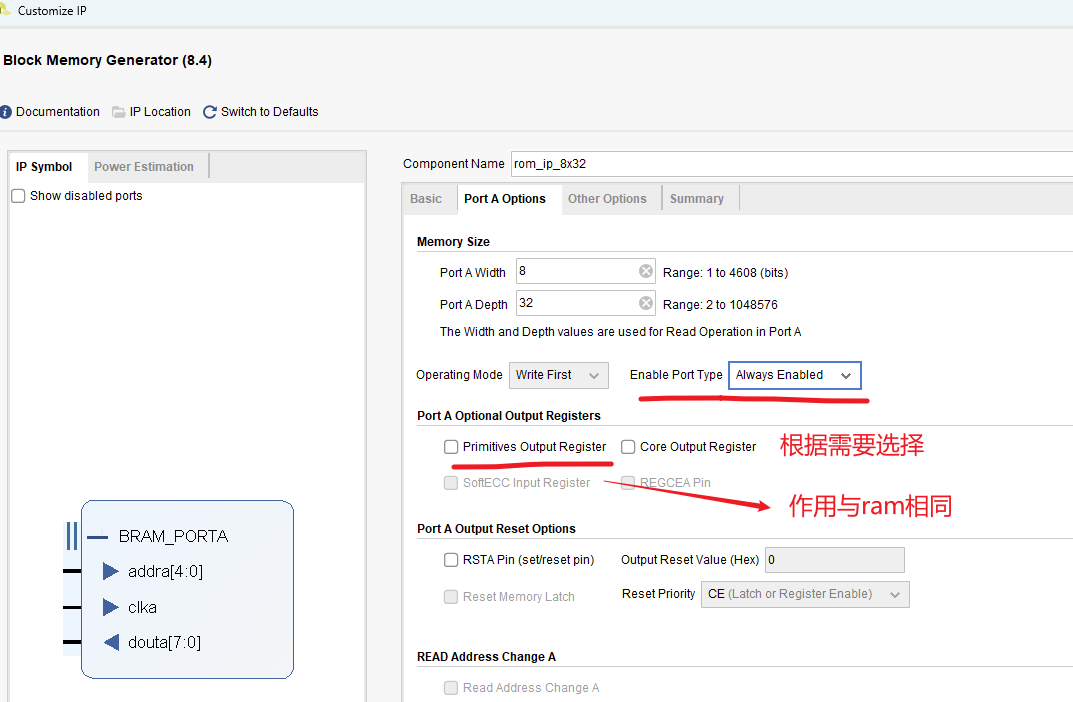 Customize IP
Block Memory Generator (8.4)
Documentation IP Location Switch to Defaults
IP Symbol Power Estimation
Show disabled ports
BRAM_PORTA
addra[4:0]
clka
douta[7:0]
Component Name rom_ip_8x32
Basic Port A Options Other Options Summary
Memory Size
Port A Width 8 Range: 1 to 4608 (bits)
Port A Depth 32 Range: 2 to 1048576
The Width and Depth values are used for Read Operation in Port A
Operating Mode Write First Enable Port Type Always Enabled
Port A Optional Output Registers
Primitives Output Register Core Output Register 根据需要选择
SoftECC Input Register REGCEA Pin
作用与ram相同
Port A Output Reset Options
RSTA Pin (set/reset pin) Output Reset Value (Hex) 0
Reset Memory Latch Reset Priority CE (Latch or Register Enable)
READ Address Change A
Read Address Change A